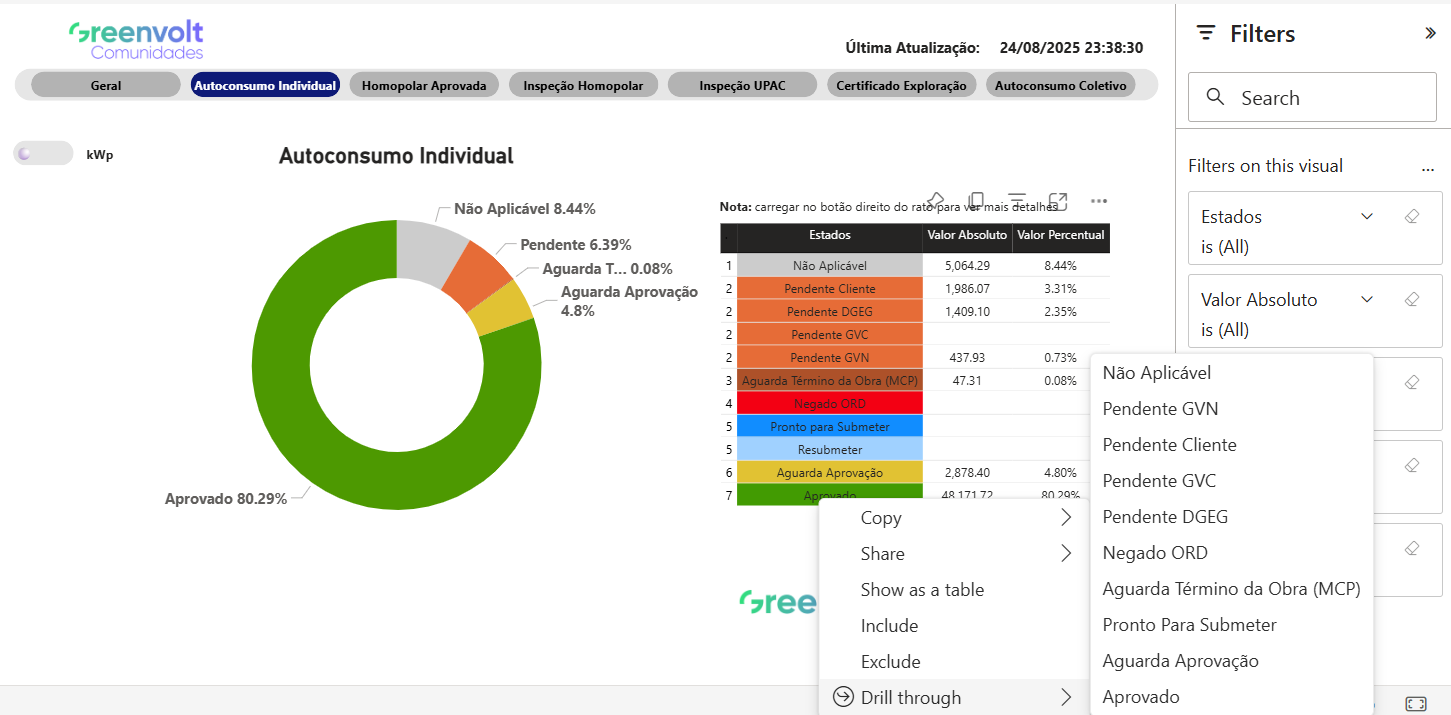 Greenvolt
Comunidades
Última Atualização: 24/08/2025 23:38:30
Geral Autoconsumo Individual Homopolar Aprovada Inspeção Homopolar Inspeção UPAC Certificado Exploração Autoconsumo Coletivo
kWp
Autoconsumo Individual
Não Aplicável 8.44%
Pendente 6.39%
Aguarda T... 0.08%
Aguarda Aprovação
4.8%
Aprovado 80.29%
Nota: carregar no botão direito do rato para ver mais detalhes
Estados Valor Absoluto Valor Percentual
1 Não Aplicável 5,064.29 8.44%
2 Pendente Cliente 1,986.07 3.31%
2 Pendente DGEG 1,409.10 2.35%
2 Pendente GVC
2 Pendente GVN 437.93 0.73%
3 Aguarda Término da Obra (MCP) 47.31 0.08%
4 Negado ORD
5 Pronto para Submeter
5 Resubmeter
6 Aguarda Aprovação 2,878.40 4.80%
7 Aprovado 48,171.72 80.29%
Gree
Copy
Share
Show as a table
Include
Exclude
Drill through
Não Aplicável
Pendente GVN
Pendente Cliente
Pendente GVC
Pendente DGEG
Negado ORD
Aguarda Término da Obra (MCP)
Pronto Para Submeter
Aguarda Aprovação
Aprovado
Filters
Search
Filters on this visual ...
Estados
is (All)
Valor Absoluto
is (All)